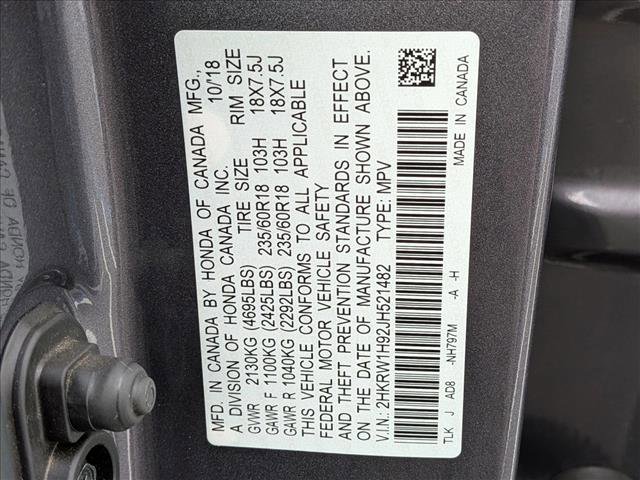 MFD. IN CANADA BY HONDA OF CANADA MFG., 10/18
A DIVISION OF HONDA CANADA INC.
TIRE SIZE RIM SIZE
GVWR 2130KG (4695LBS)
GAWR F 1100KG (2425LBS) 235/60R18 103H 18X7.5J
GAWR R 1040KG (2292LBS) 235/60R18 103H 18X7.5J
THIS VEHICLE CONFORMS TO ALL APPLICABLE
FEDERAL MOTOR VEHICLE SAFETY
AND THEFT PREVENTION STANDARDS IN EFFECT
ON THE DATE OF MANUFACTURE SHOWN ABOVE.
V.I.N: 2HKRW1H92JH521482 TYPE: MPV
TLK J AD8 -NH797M -A -H MADE IN CANADA